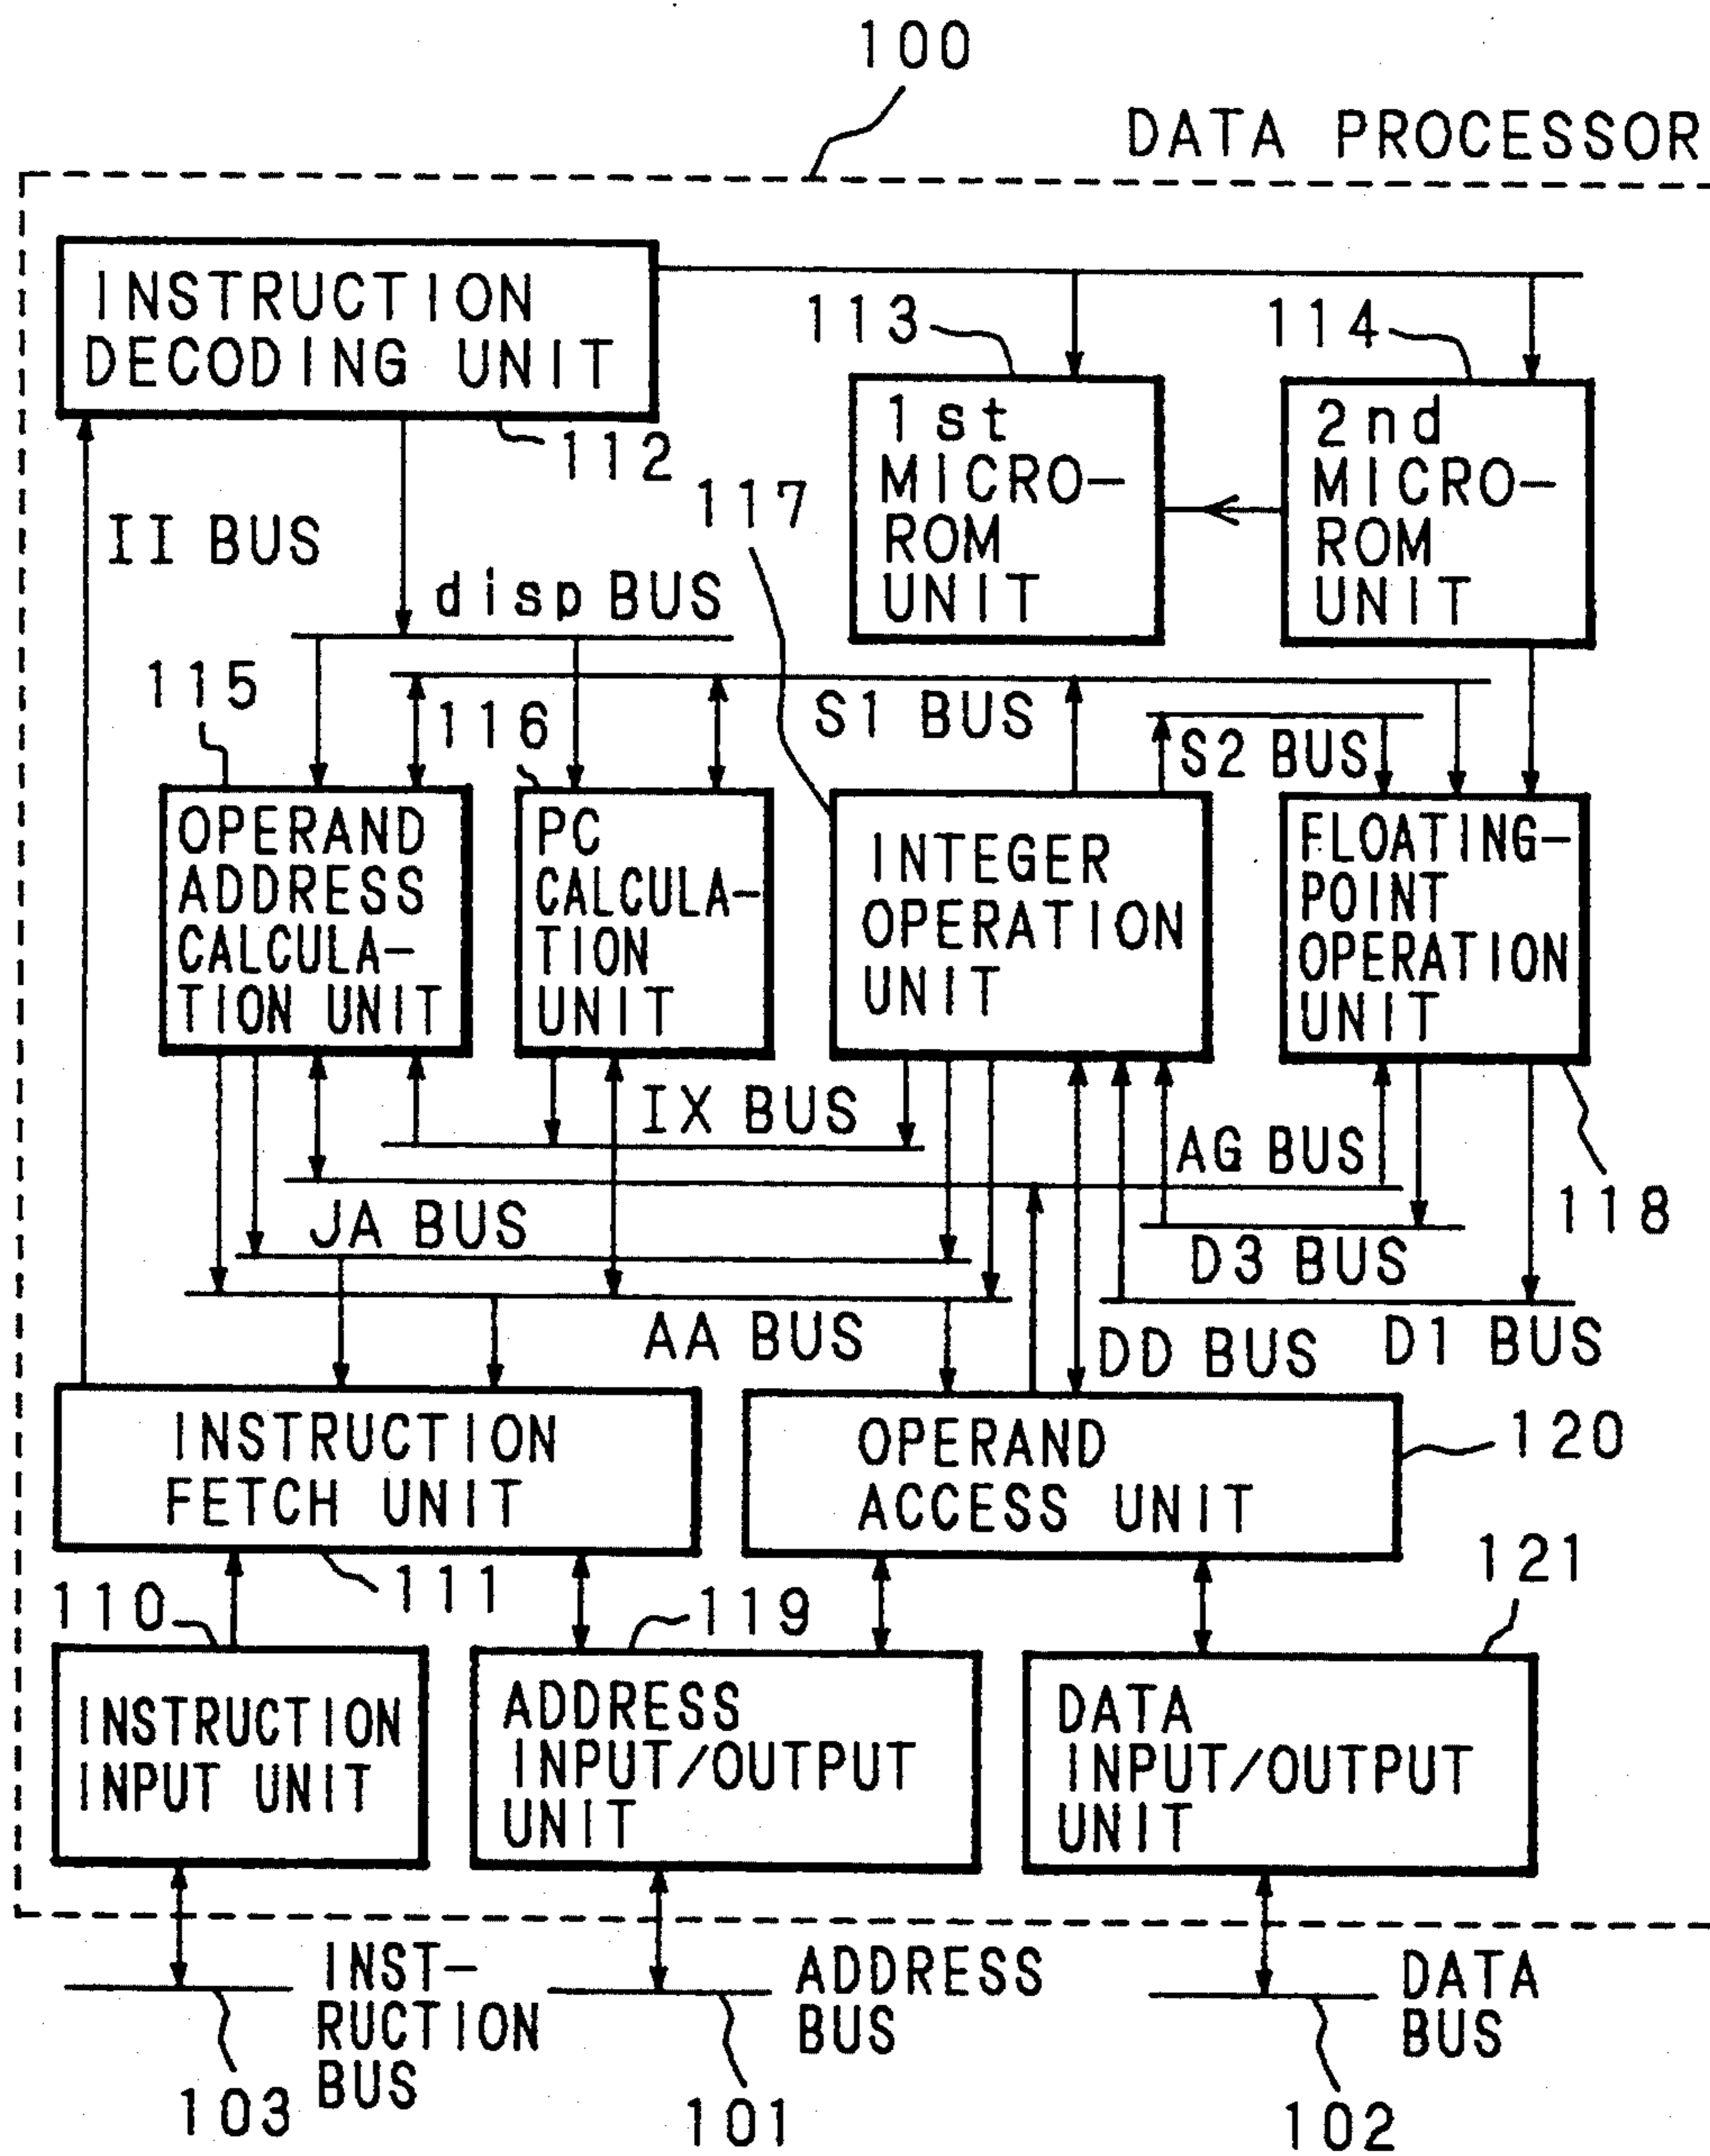 100
DATA PROCESSOR
INSTRUCTION
DECODING UNIT
112
113
114
1st
MICRO-
ROM
UNIT
2nd
MICRO-
ROM
UNIT
117
II BUS
disp BUS
115
116
S1 BUS
S2 BUS
OPERAND
ADDRESS
CALCULA-
TION UNIT
PC
CALCULA-
TION
UNIT
INTEGER
OPERATION
UNIT
FLOATING-
POINT
OPERATION
UNIT
IX BUS
AG BUS
118
JA BUS
D3 BUS
AA BUS
DD BUS
D1 BUS
INSTRUCTION
FETCH UNIT
111
OPERAND
ACCESS UNIT
120
110
119
121
INSTRUCTION
INPUT UNIT
ADDRESS
INPUT/OUTPUT
UNIT
DATA
INPUT/OUTPUT
UNIT
INST-
RUCTION
BUS
103
ADDRESS
BUS
101
DATA
BUS
102